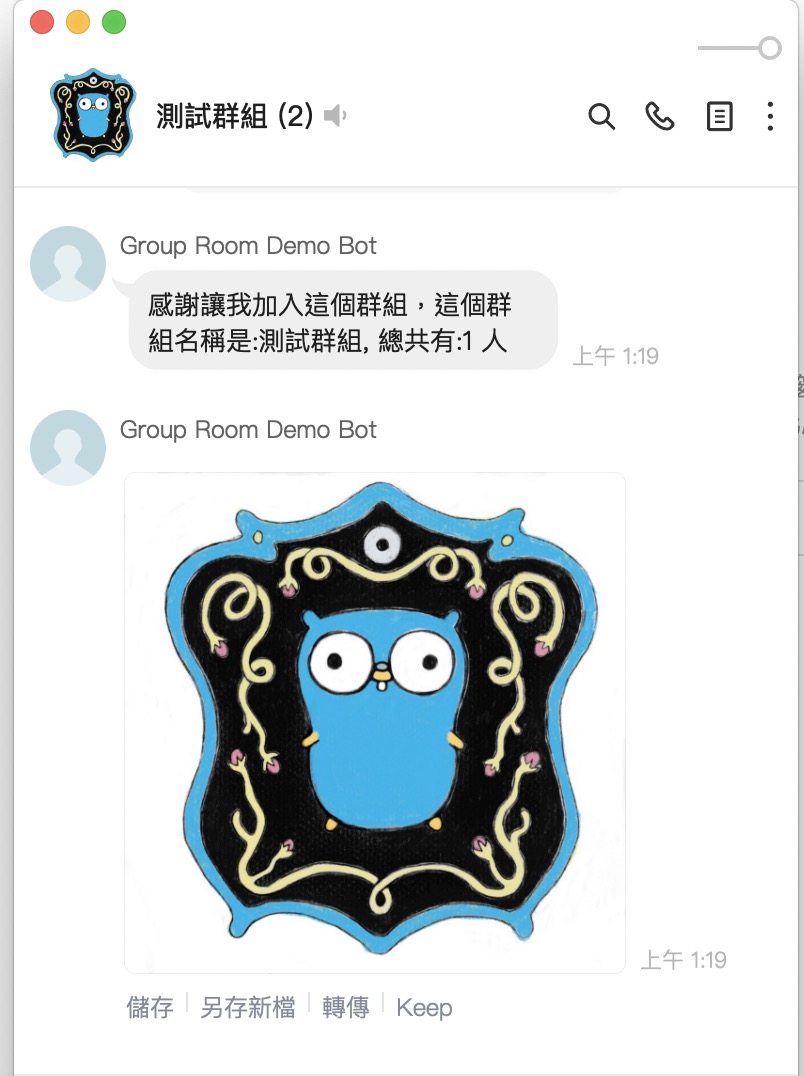 測試群組 (2)
Group Room Demo Bot
感謝讓我加入這個群組，這個群
組名稱是:測試群組, 總共有:1 人
上午 1:19
Group Room Demo Bot
上午 1:19
儲存 | 另存新檔 | 轉傳 | Keep